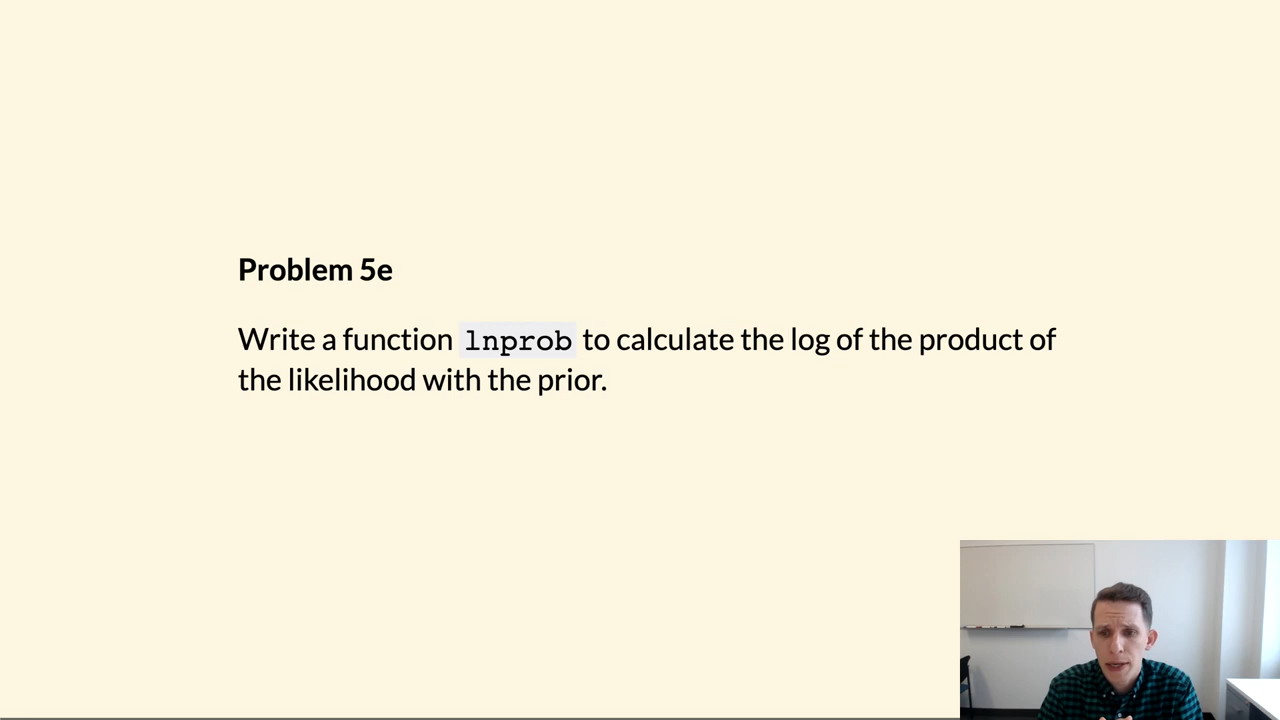 Problem 5e
Write a function lnprob to calculate the log of the product of
the likelihood with the prior.